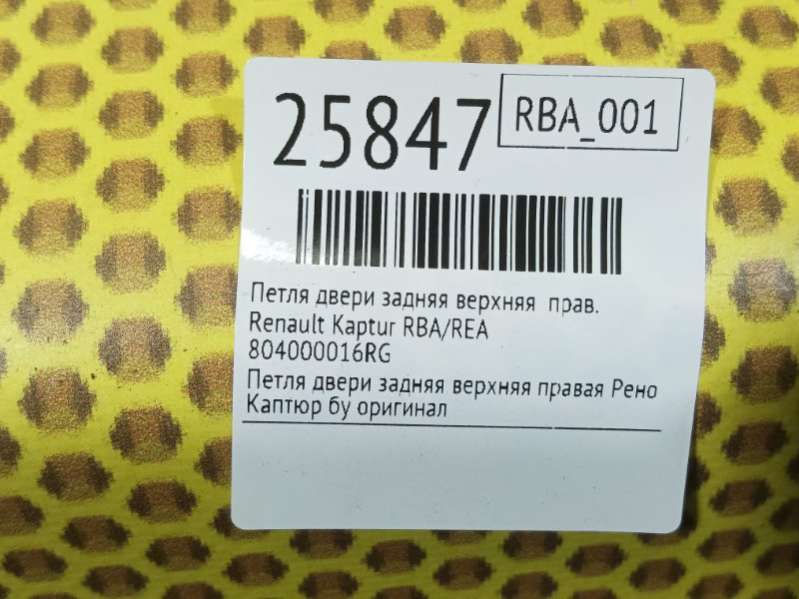 25847
RBA_001
Петля двери задняя верхняя прав.
Renault Kaptur RBA/REA
804000016RG
Петля двери задняя верхняя правая Рено
Каптюр бу оригинал